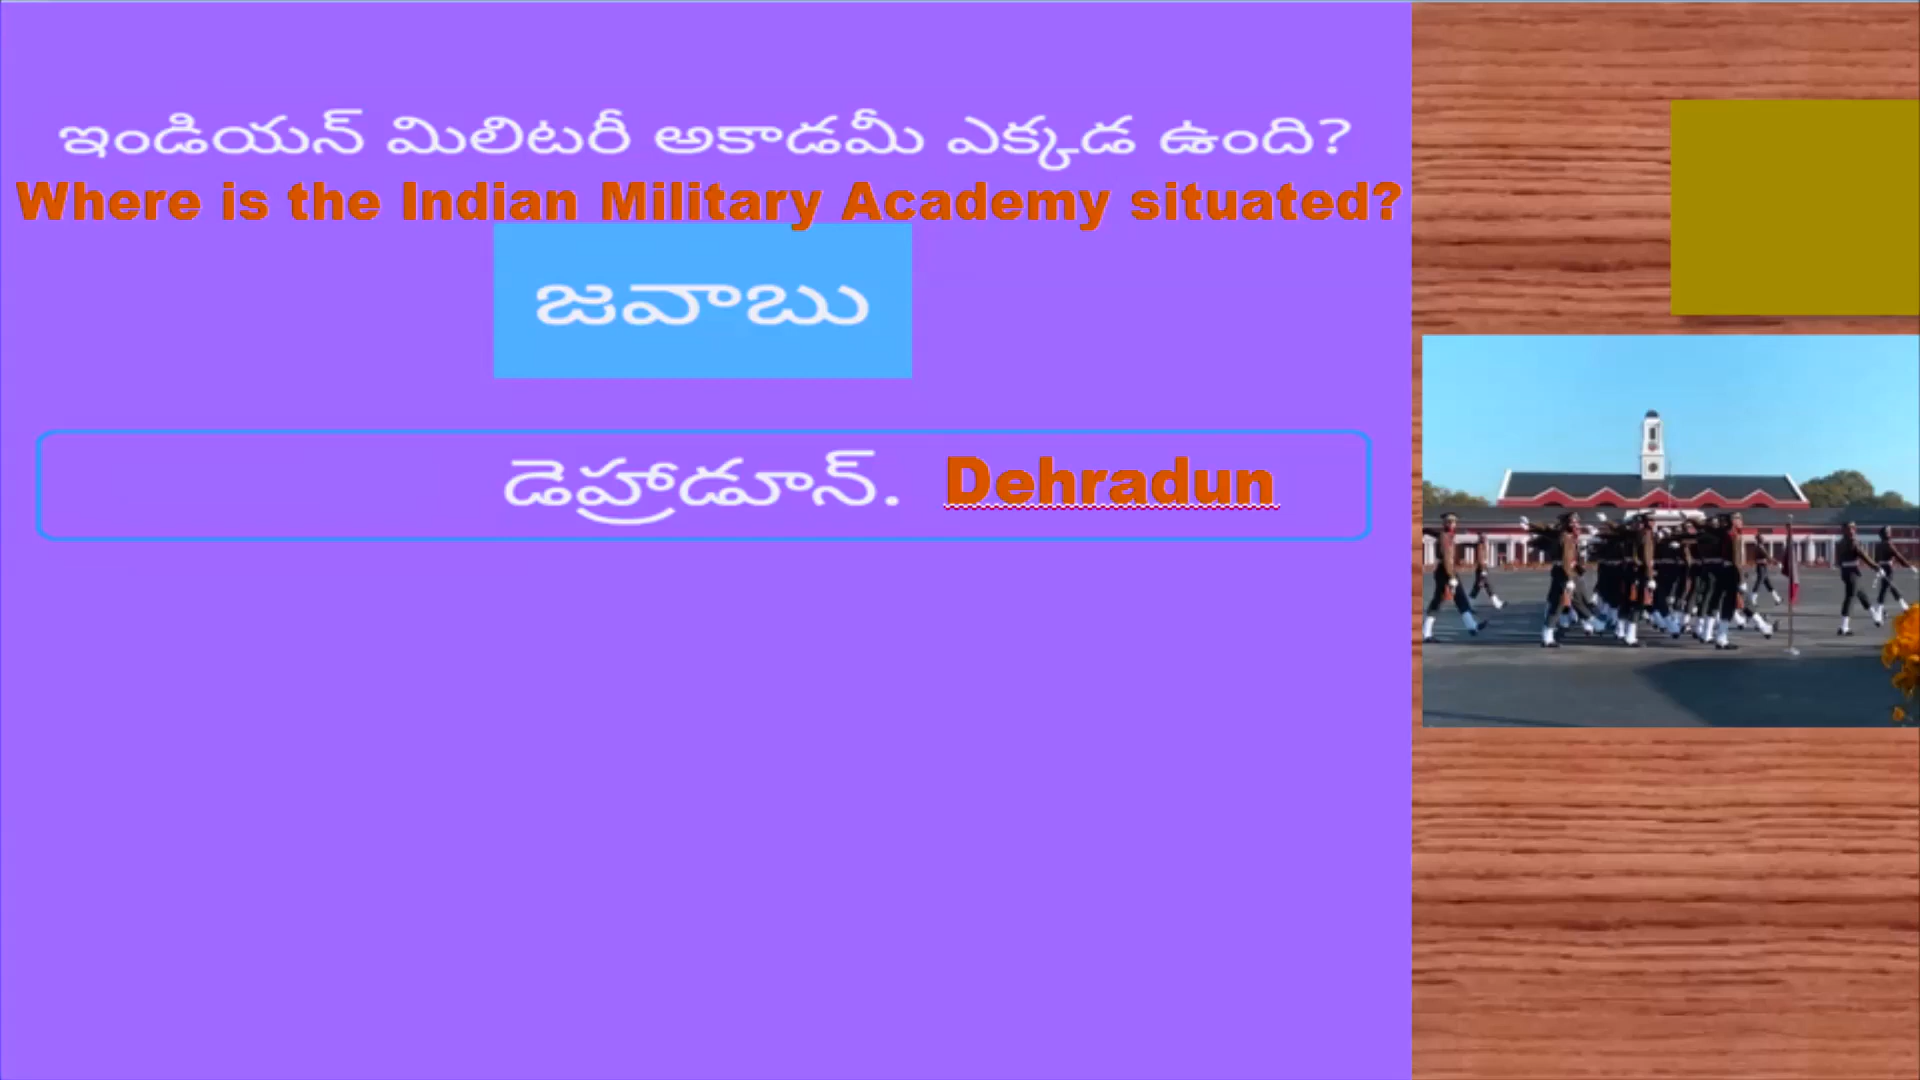 ఇండియన్ మిలిటరీ అకాడమీ ఎక్కడ ఉంది?
Where is the Indian Military Academy situated?
జవాబు
డెహ్రాడూన్. Dehradun